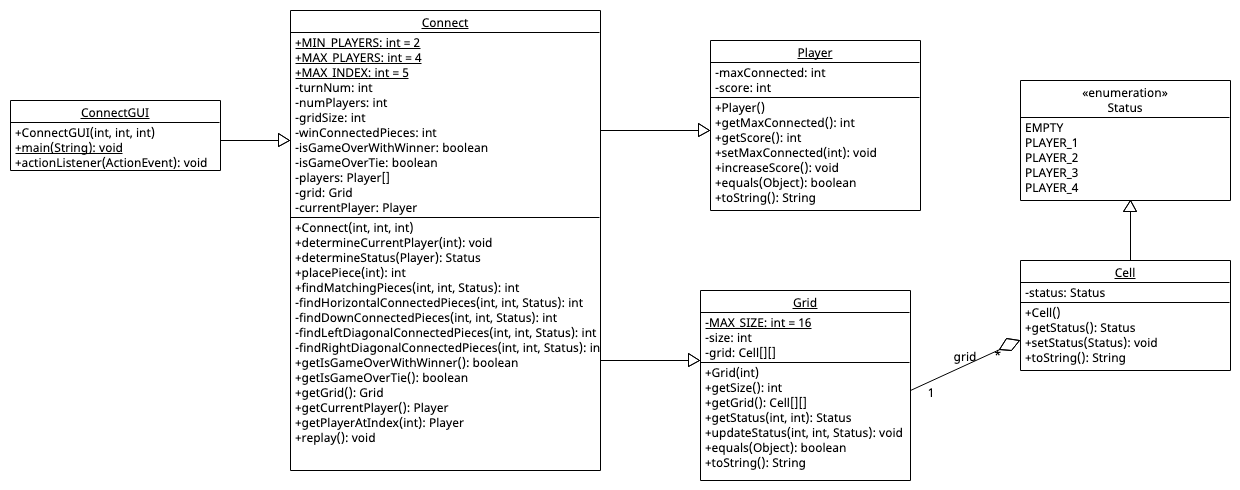 ConnectGUI
+ConnectGUI(int, int, int)
+main(String): void
+actionListener(ActionEvent): void
Connect
+MIN_PLAYERS: int = 2
+MAX_PLAYERS: int = 4
+MAX_INDEX: int = 5
-turnNum: int
-numPlayers: int
-gridSize: int
-winConnectedPieces: int
-isGameOverWithWinner: boolean
-isGameOverTie: boolean
-players: Player[]
-grid: Grid
-currentPlayer: Player
+Connect(int, int, int)
+determineCurrentPlayer(int): void
+determineStatus(Player): Status
+placePiece(int): int
+findMatchingPieces(int, int, Status): int
-findHorizontalConnectedPieces(int, int, Status): int
-findDownConnectedPieces(int, int, Status): int
-findLeftDiagonalConnectedPieces(int, int, Status): int
-findRightDiagonalConnectedPieces(int, int, Status): in
+getIsGameOverWithWinner(): boolean
+getIsGameOverTie(): boolean
+getGrid(): Grid
+getCurrentPlayer(): Player
+getPlayerAtIndex(int): Player
+replay(): void
Player
-maxConnected: int
-score: int
+Player()
+getMaxConnected(): int
+getScore(): int
+setMaxConnected(int): void
+increaseScore(): void
+equals(Object): boolean
+toString(): String
Grid
-MAX_SIZE: int = 16
-size: int
-grid: Cell[][]
+Grid(int)
+getSize(): int
+getGrid(): Cell[][]
+getStatus(int, int): Status
+updateStatus(int, int, Status): void
+equals(Object): boolean
+toString(): String
grid
*
1
«enumeration»
Status
EMPTY
PLAYER_1
PLAYER_2
PLAYER_3
PLAYER_4
Cell
-status: Status
+Cell()
+getStatus(): Status
+setStatus(Status): void
+toString(): String